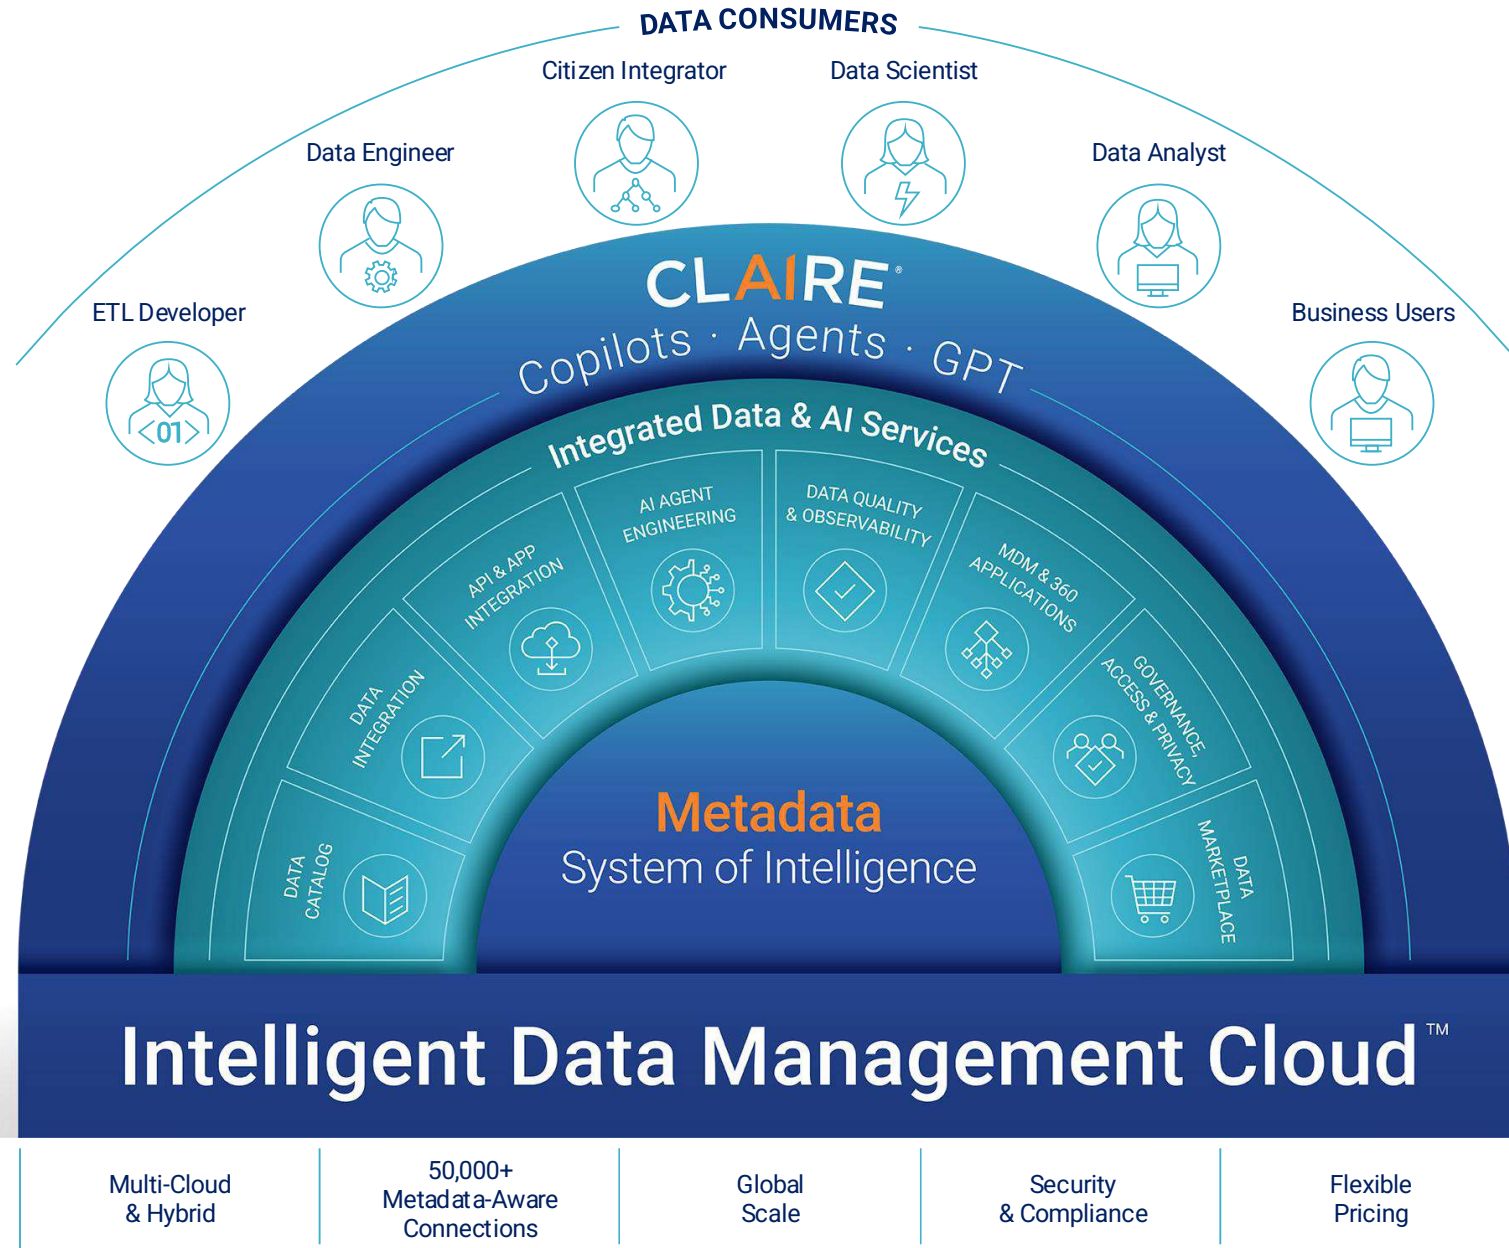 DATA CONSUMERS
Citizen Integrator
Data Scientist
Data Engineer
Data Analyst
ETL Developer
<01>
Business Users
CLAIRE®
Copilots · Agents · GPT
Integrated Data & AI Services
DATA
CATALOG
DATA
INTEGRATION
API & APP
INTEGRATION
AI AGENT
ENGINEERING
DATA QUALITY
& OBSERVABILITY
MDM & 360
APPLICATIONS
GOVERNANCE,
ACCESS & PRIVACY
DATA
MARKETPLACE
Metadata
System of Intelligence
Intelligent Data Management Cloud™
Multi-Cloud
& Hybrid
50,000+
Metadata-Aware
Connections
Global
Scale
Security
& Compliance
Flexible
Pricing